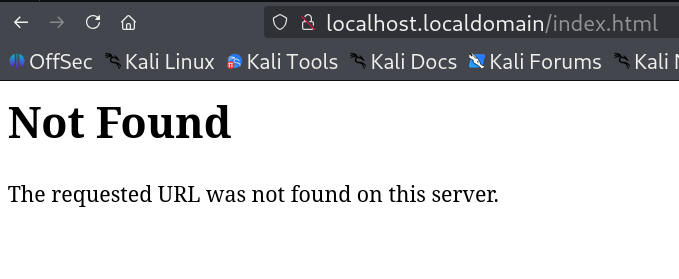 localhost.localdomain/index.html
OffSec Kali Linux Kali Tools Kali Docs Kali Forums Kali
Not Found
The requested URL was not found on this server.